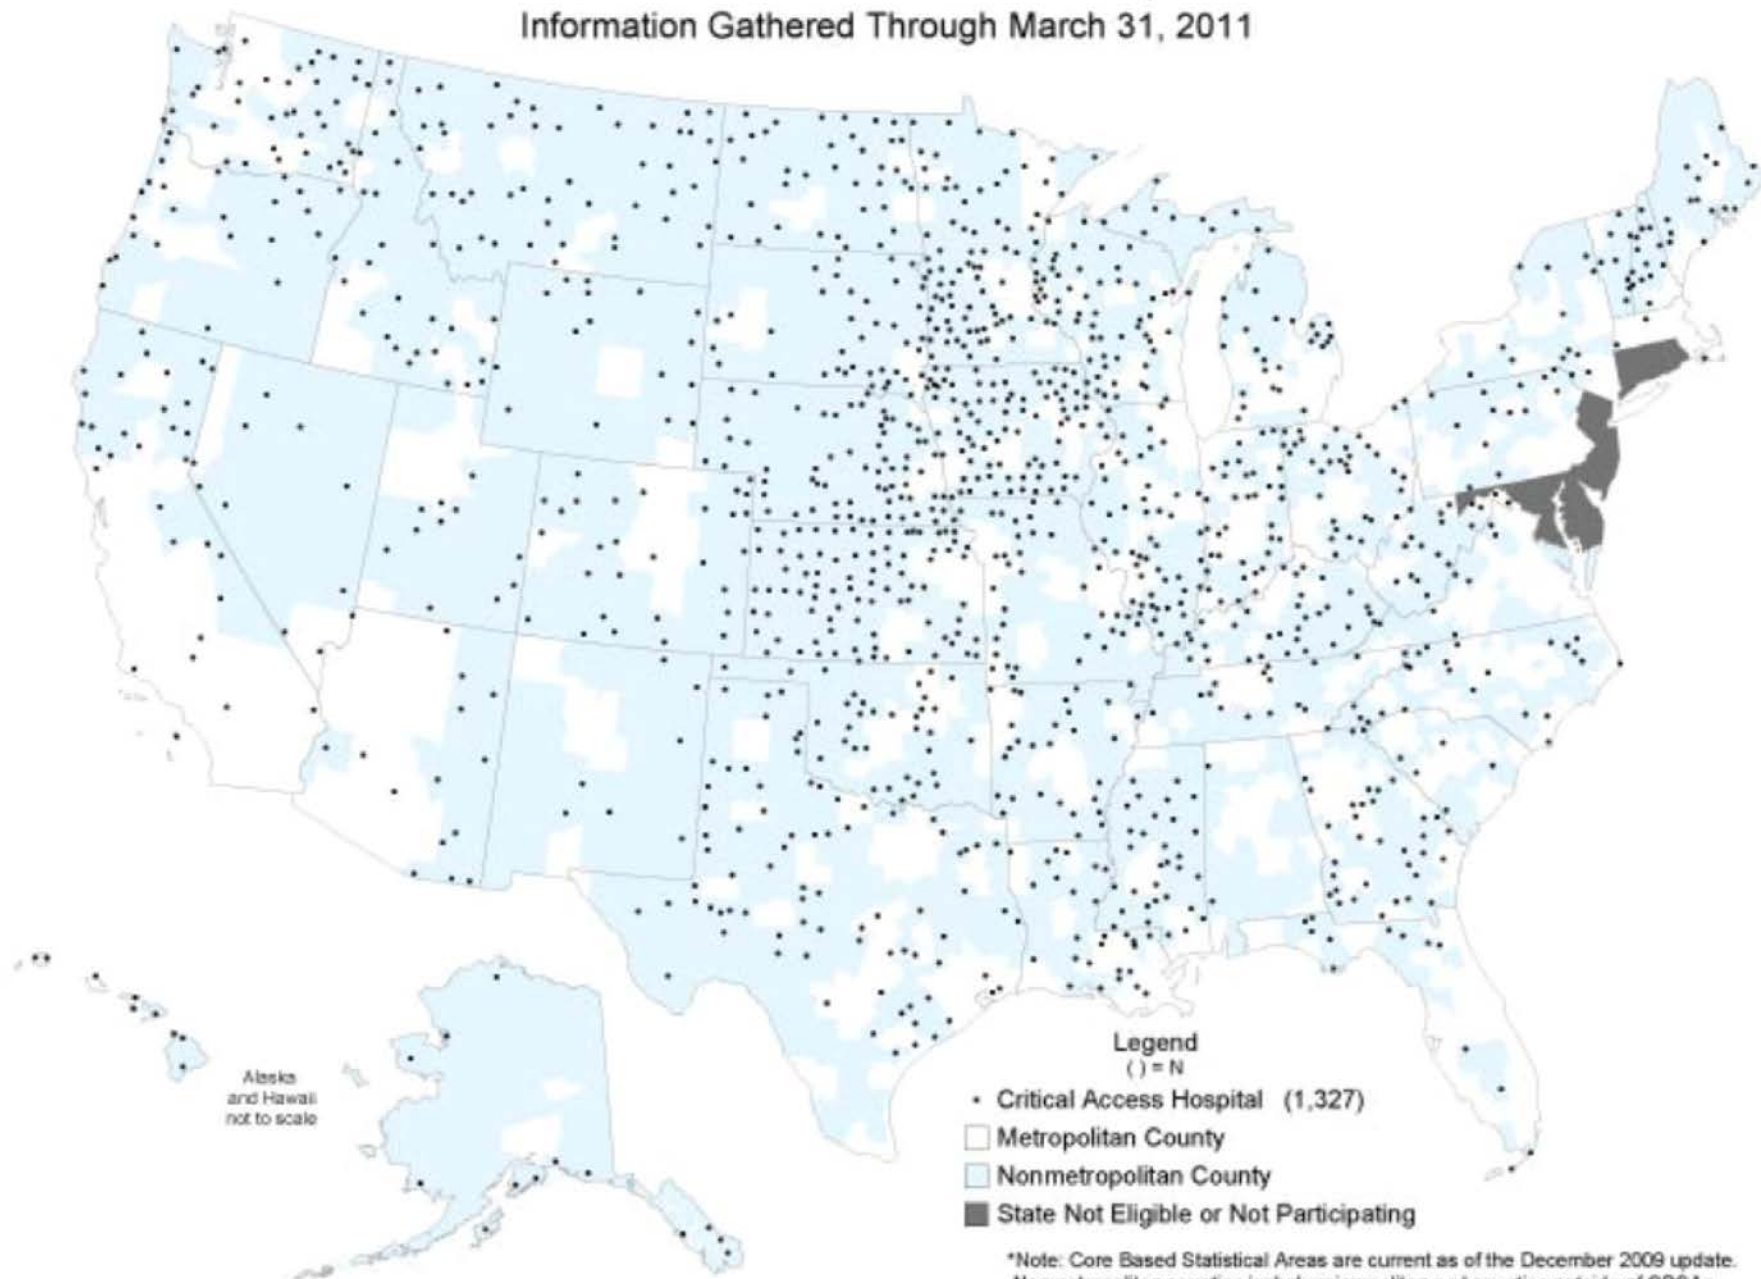 Information Gathered Through March 31, 2011
Alaska
and Hawaii
not to scale
Legend
( ) = N
Critical Access Hospital (1,327)
Metropolitan County
Nonmetropolitan County
State Not Eligible or Not Participating
*Note: Core Based Statistical Areas are current as of the December 2009 update.